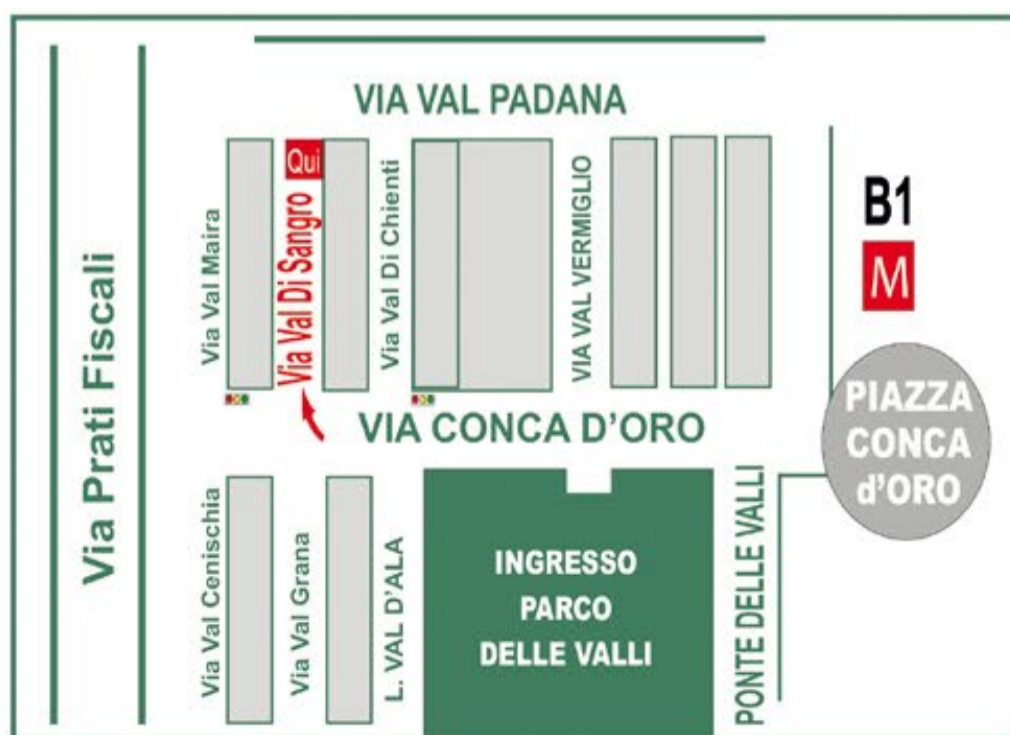 VIA VAL PADANA
Via Prati Fiscali
Via Val Maira
Qui
Via Val Di Sangro
Via Val Di Chienti
VIA VAL VERMIGLIO
B1
M
PIAZZA
CONCA
d'ORO
VIA CONCA D'ORO
Via Val Cenischia
Via Val Grana
L. VAL D'ALA
INGRESSO
PARCO
DELLE VALLI
PONTE DELLE VALLI